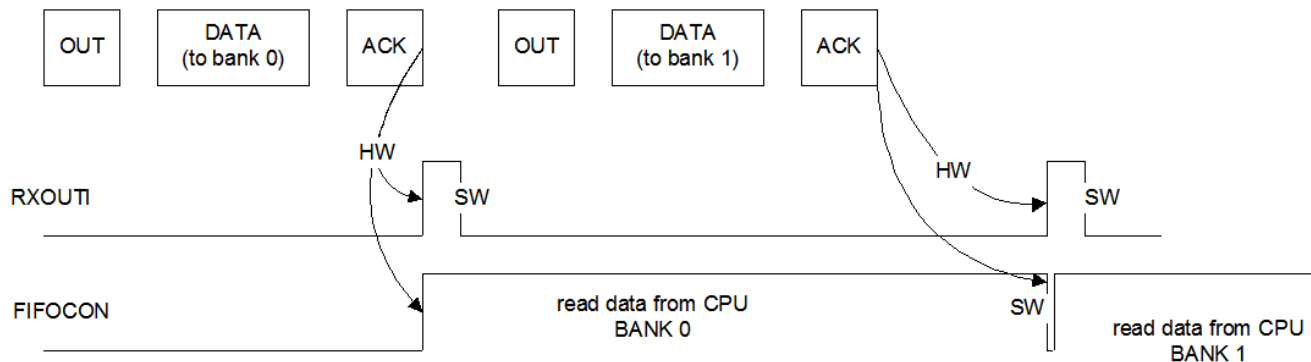 OUT
DATA
(to bank 0)
ACK
OUT
DATA
(to bank 1)
ACK
HW
HW
RXOUTI
SW
SW
FIFOCON
read data from CPU
BANK 0
SW
read data from CPU
BANK 1